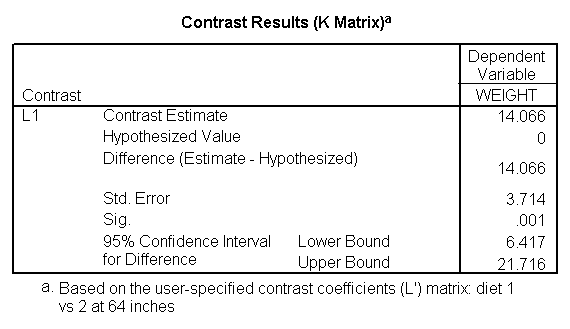 Contrast Results (K Matrix)a
Dependent
Variable
Contrast WEIGHT
L1 Contrast Estimate 14.066
Hypothesized Value 0
Difference (Estimate - Hypothesized) 14.066
Std. Error 3.714
Sig. .001
95% Confidence Interval Lower Bound 6.417
for Difference Upper Bound 21.716
a. Based on the user-specified contrast coefficients (L') matrix: diet 1
vs 2 at 64 inches